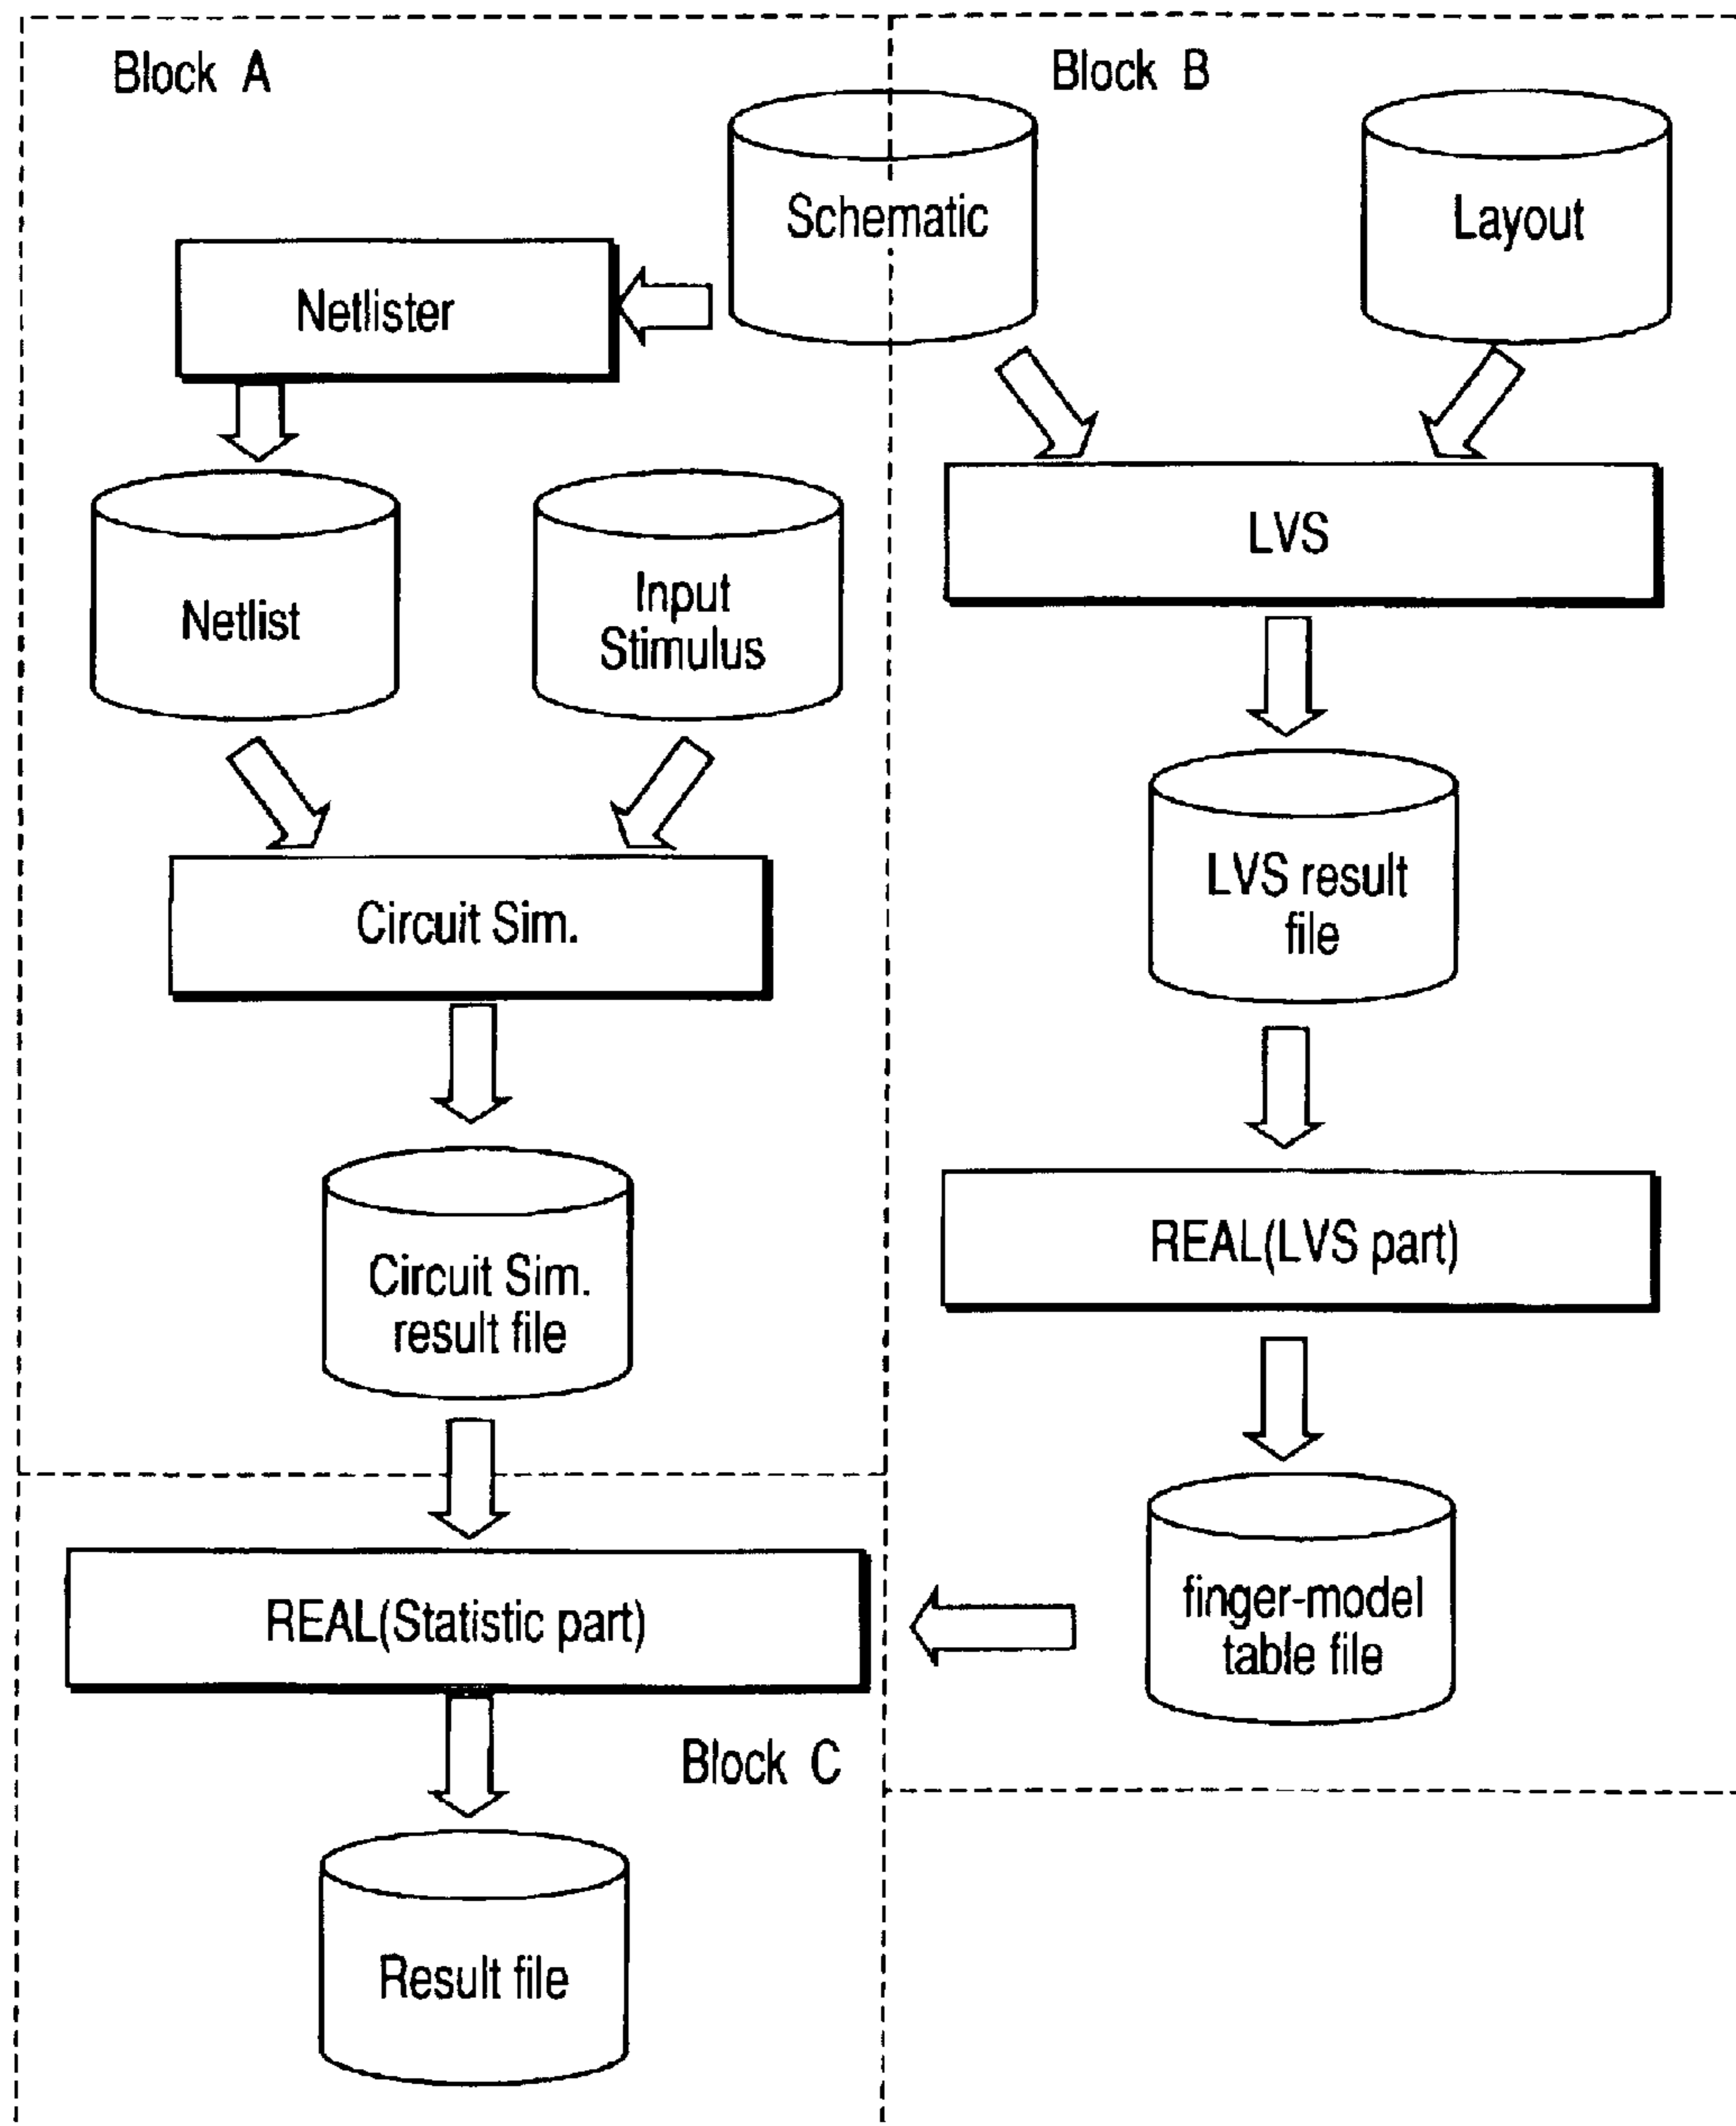 Block A
Block B
Schematic
Layout
Netlister
LVS
Netlist
Input
Stimulus
LVS result
file
Circuit Sim.
REAL(LVS part)
Circuit Sim.
result file
finger-model
table file
REAL(Statistic part)
Block C
Result file